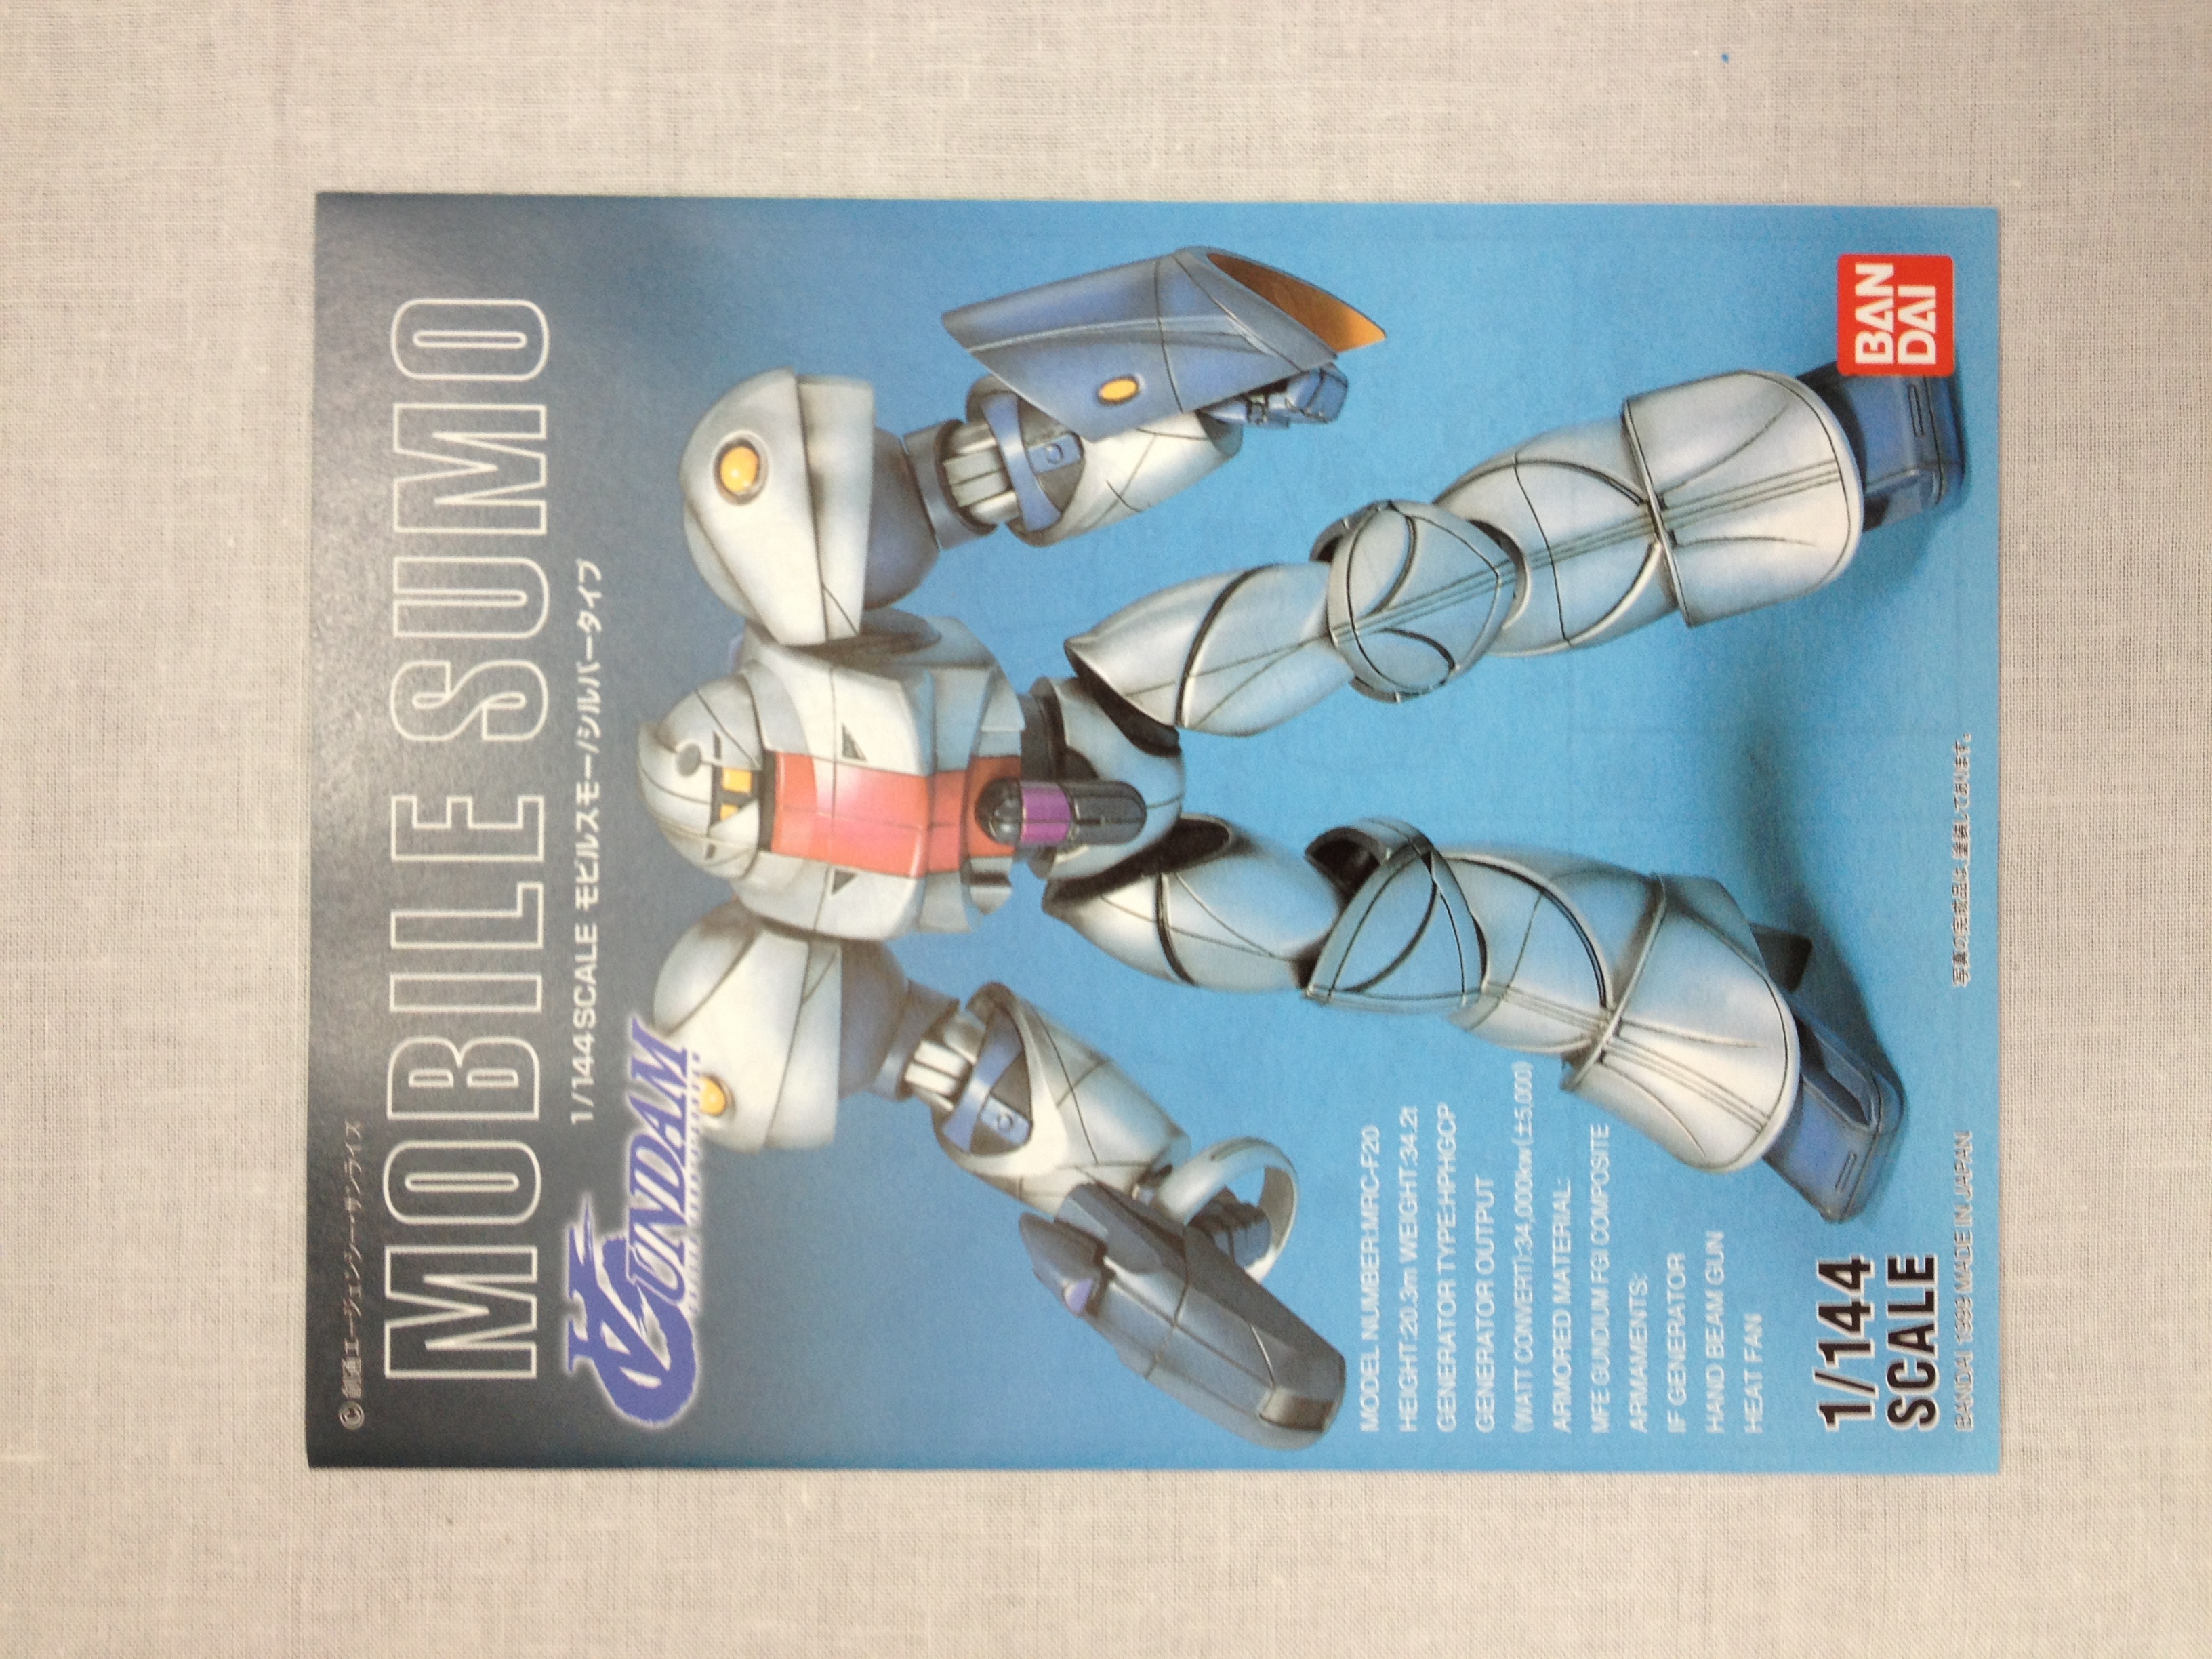 ©創通エージェンシー・サンライズ
MOBILE SUMO
1/144SCALE モビルスモー/シルバータイプ
∀GUNDAM
MODEL NUMBER:MRC-F20
HEIGHT:20.3m WEIGHT:34.2t
GENERATOR TYPE:HPHGCP
GENERATOR OUTPUT
(WATT CONVERT):34,000kw(±5,000)
ARMORED MATERIAL:
MFE GUNDIUM FGI COMPOSITE
ARMAMENTS:
IF GENERATOR
HAND BEAM GUN
HEAT FAN
1/144
SCALE
BANDAI 1999 MADE IN JAPAN
写真の完成品は、塗装してあります。
BAN
DAI